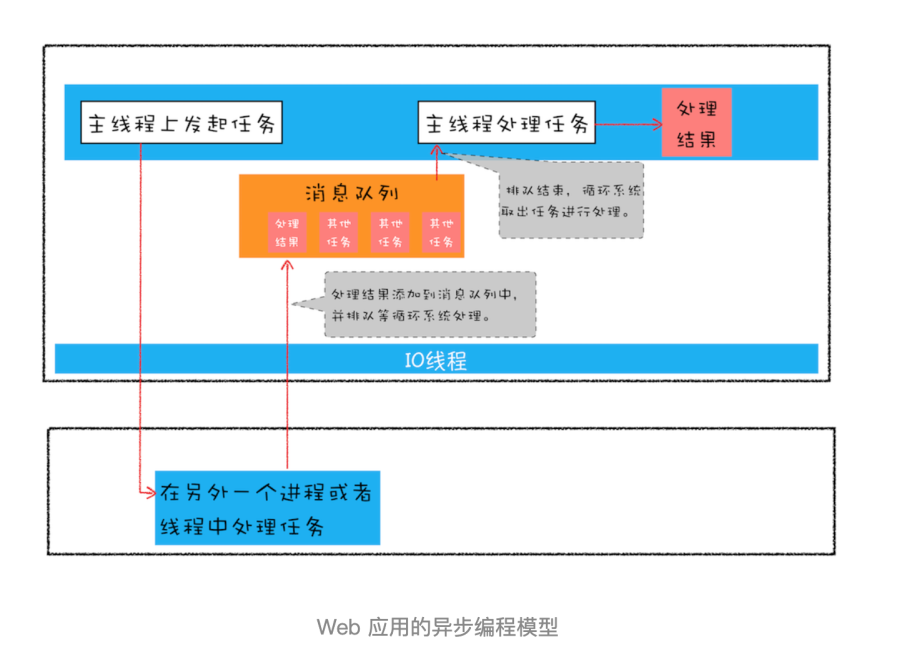 主线程上发起任务
主线程处理任务
处理
结果
消息队列
处理
结果
其他
任务
其他
任务
其他
任务
排队结束，循环系统
取出任务进行处理。
处理结果添加到消息队列中，
并排队等循环系统处理。
IO线程
在另外一个进程或者
线程中处理任务
Web 应用的异步编程模型